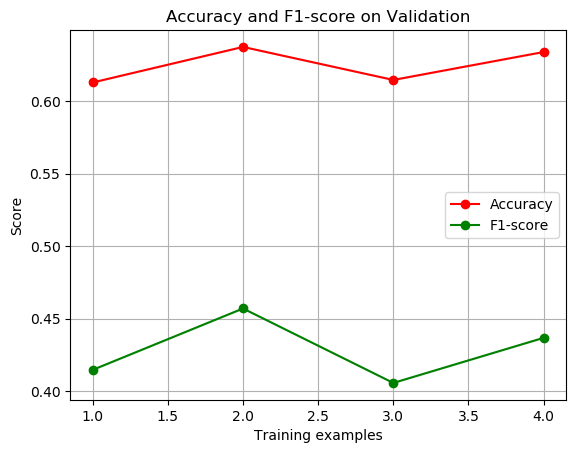 Accuracy and F1-score on Validation
Score
0.60
0.55
0.50
0.45
0.40
Accuracy
F1-score
1.0 1.5 2.0 2.5 3.0 3.5 4.0
Training examples